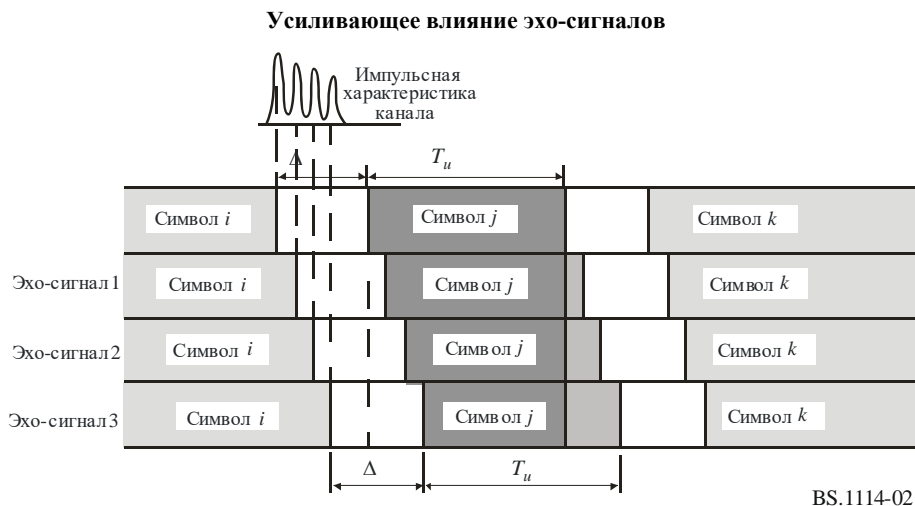 Усиливающее влияние эхо-сигналов
Импульсная
характеристика
канала
Δ
T_u
Символ i
Символ j
Символ k
Эхо-сигнал 1
Символ i
Символ j
Символ k
Эхо-сигнал 2
Символ i
Символ j
Символ k
Эхо-сигнал 3
Символ i
Символ j
Символ k
Δ
T_u
BS.1114-02